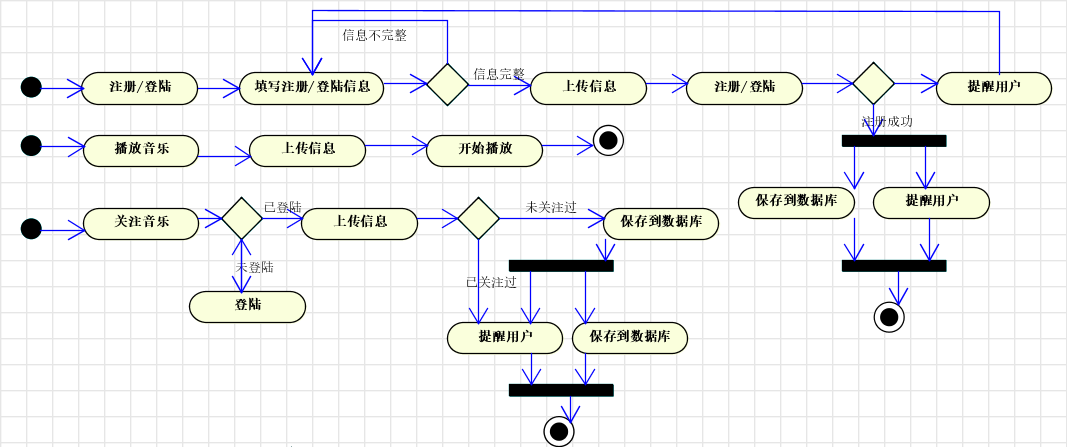 信息不完整
注册/登陆
填写注册/登陆信息
信息完整
上传信息
注册/登陆
提醒用户
注册成功
播放音乐
上传信息
开始播放
保存到数据库
提醒用户
关注音乐
已登陆
上传信息
未关注过
保存到数据库
未登陆
登陆
已关注过
提醒用户
保存到数据库